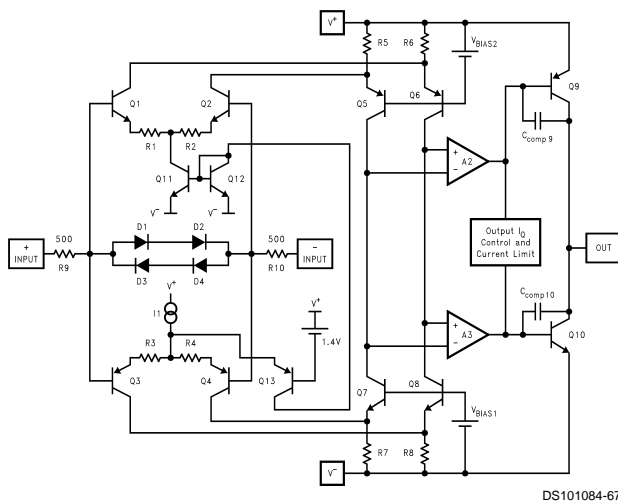 V+
R5
R6
VBIAS2
Q1
Q2
Q5
Q6
Q9
R1
R2
Ccomp9
A2
+
−
Q11
Q12
V−
V−
500
D1
D2
500
+
INPUT
R9
D3
D4
R10
−
INPUT
Output IQ
Control and
Current Limit
OUT
V+
V+
I1
1.4V
Ccomp10
R3
R4
+
−
A3
Q10
Q3
Q4
Q13
Q7
Q8
VBIAS1
R7
R8
V−
DS101084-67